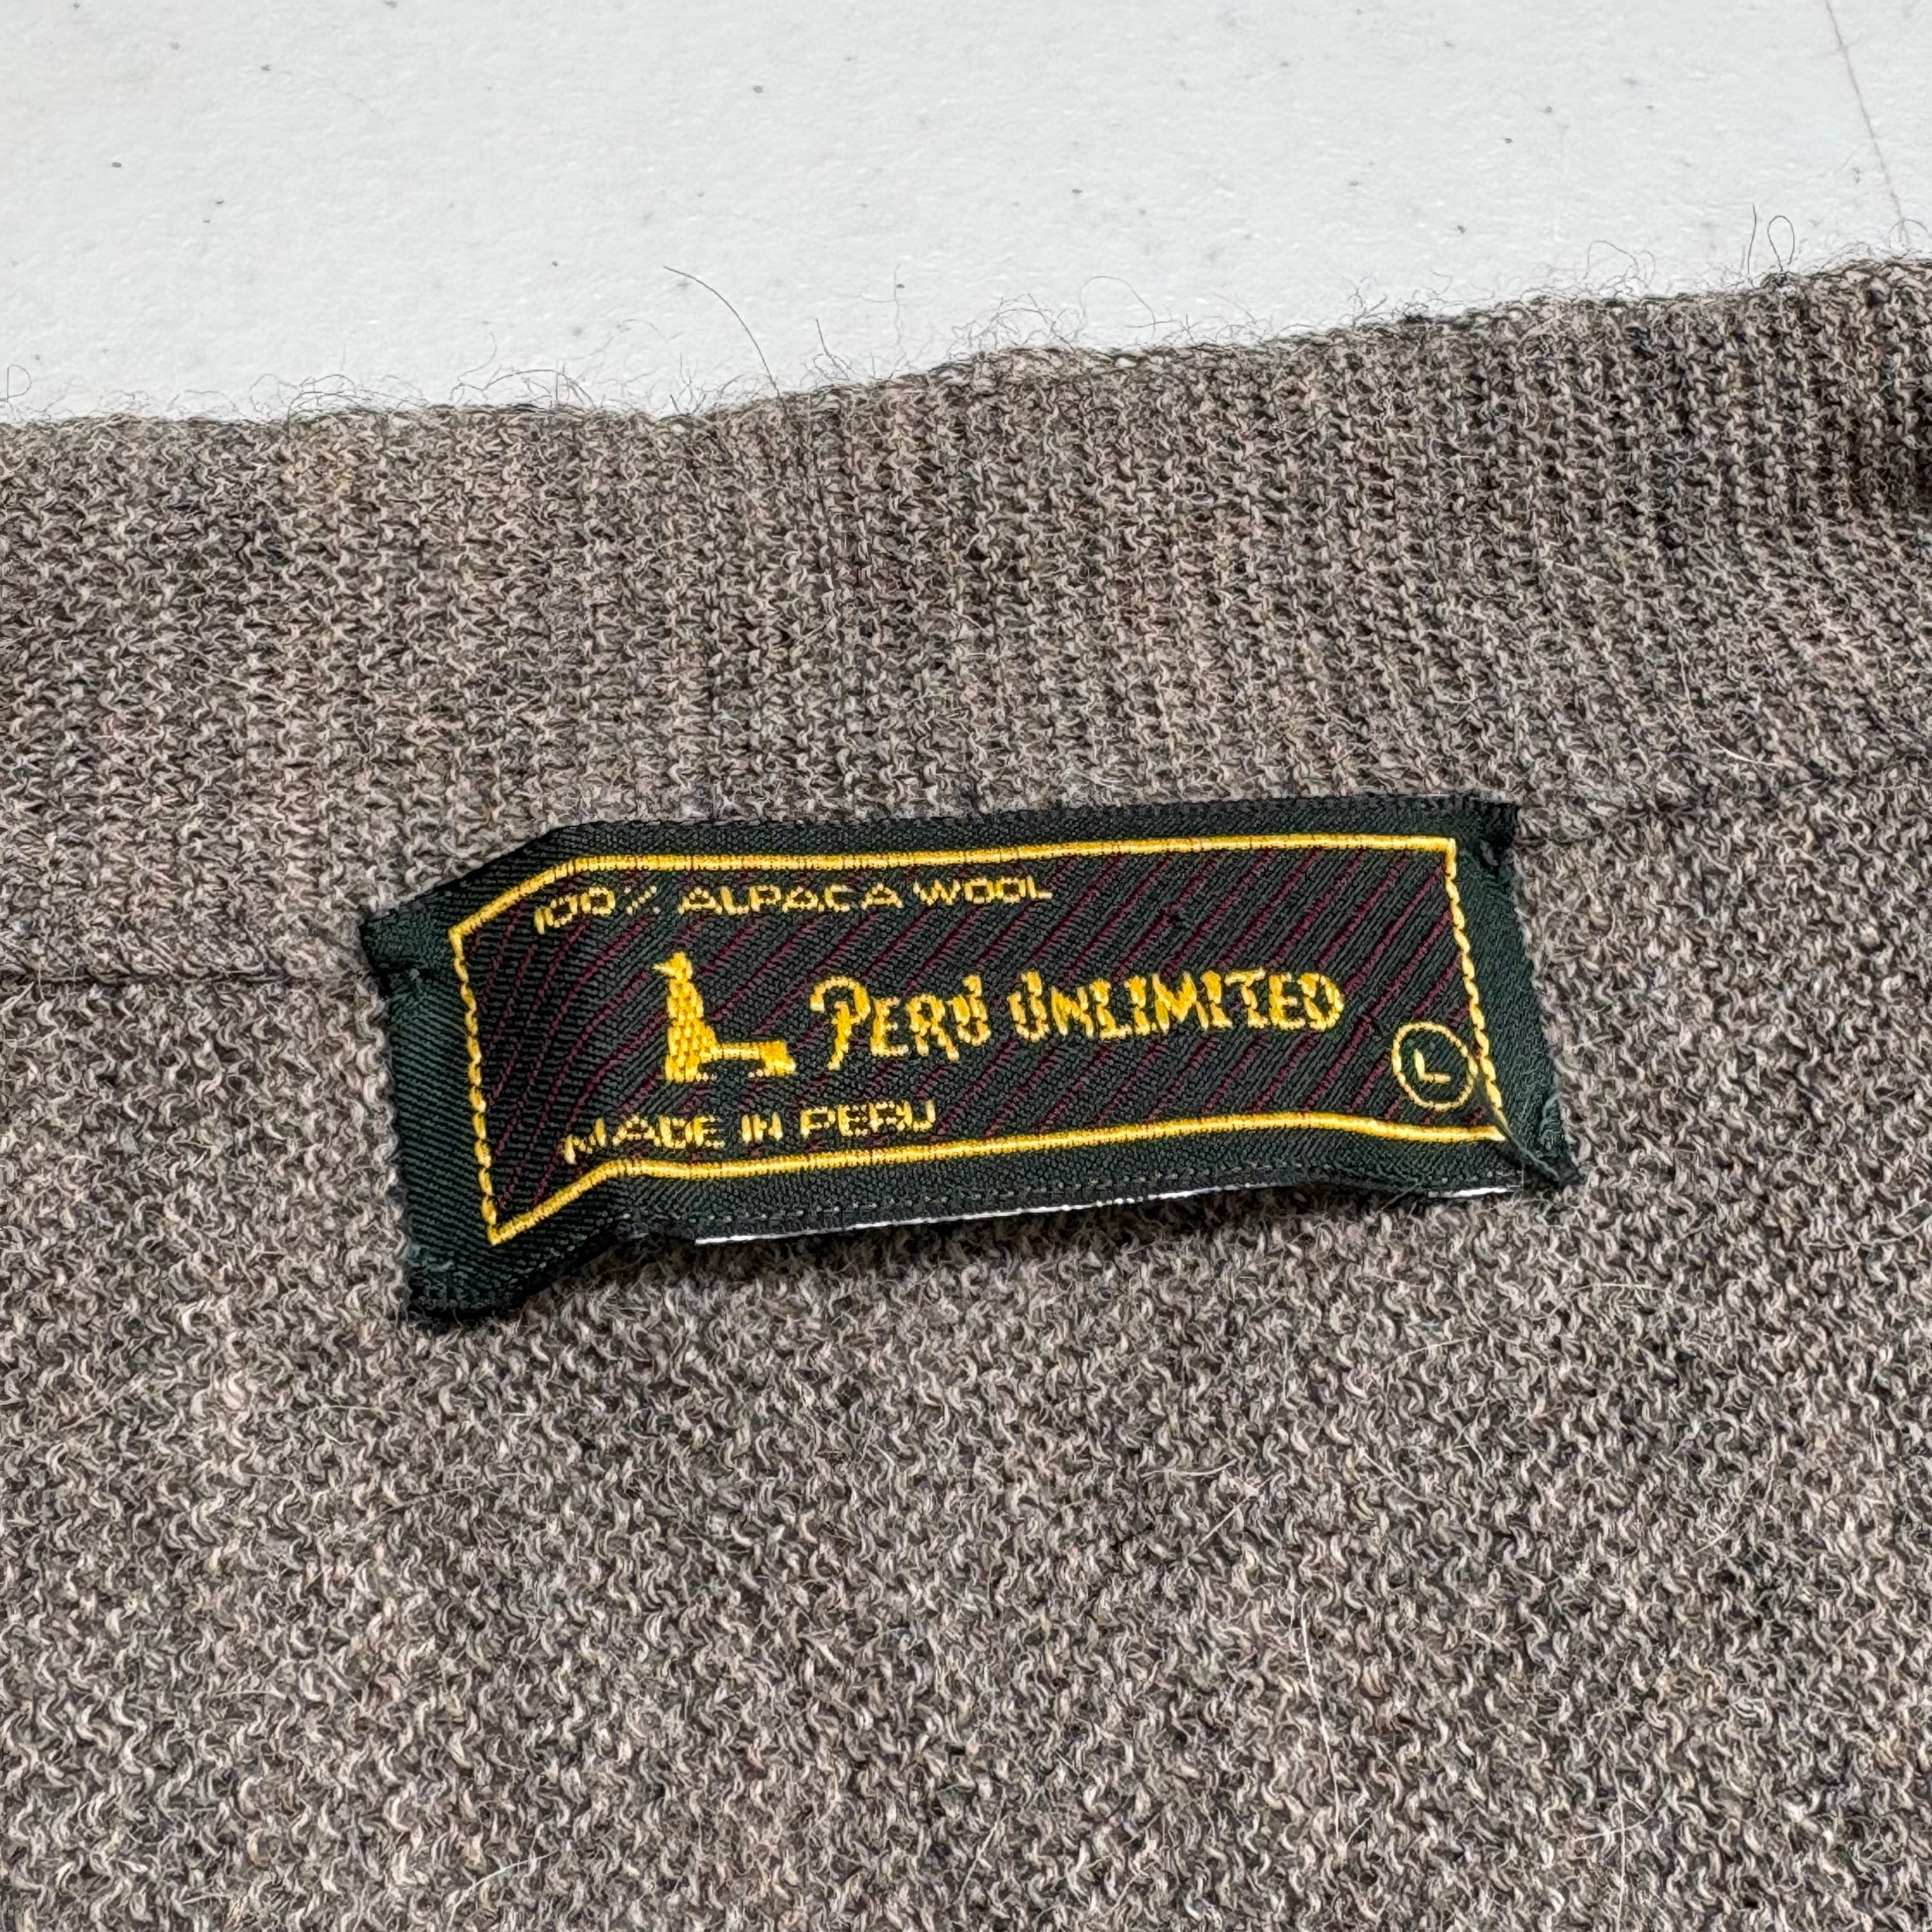 100% ALPACA WOOL
PERU UNLIMITED
L
MADE IN PERU